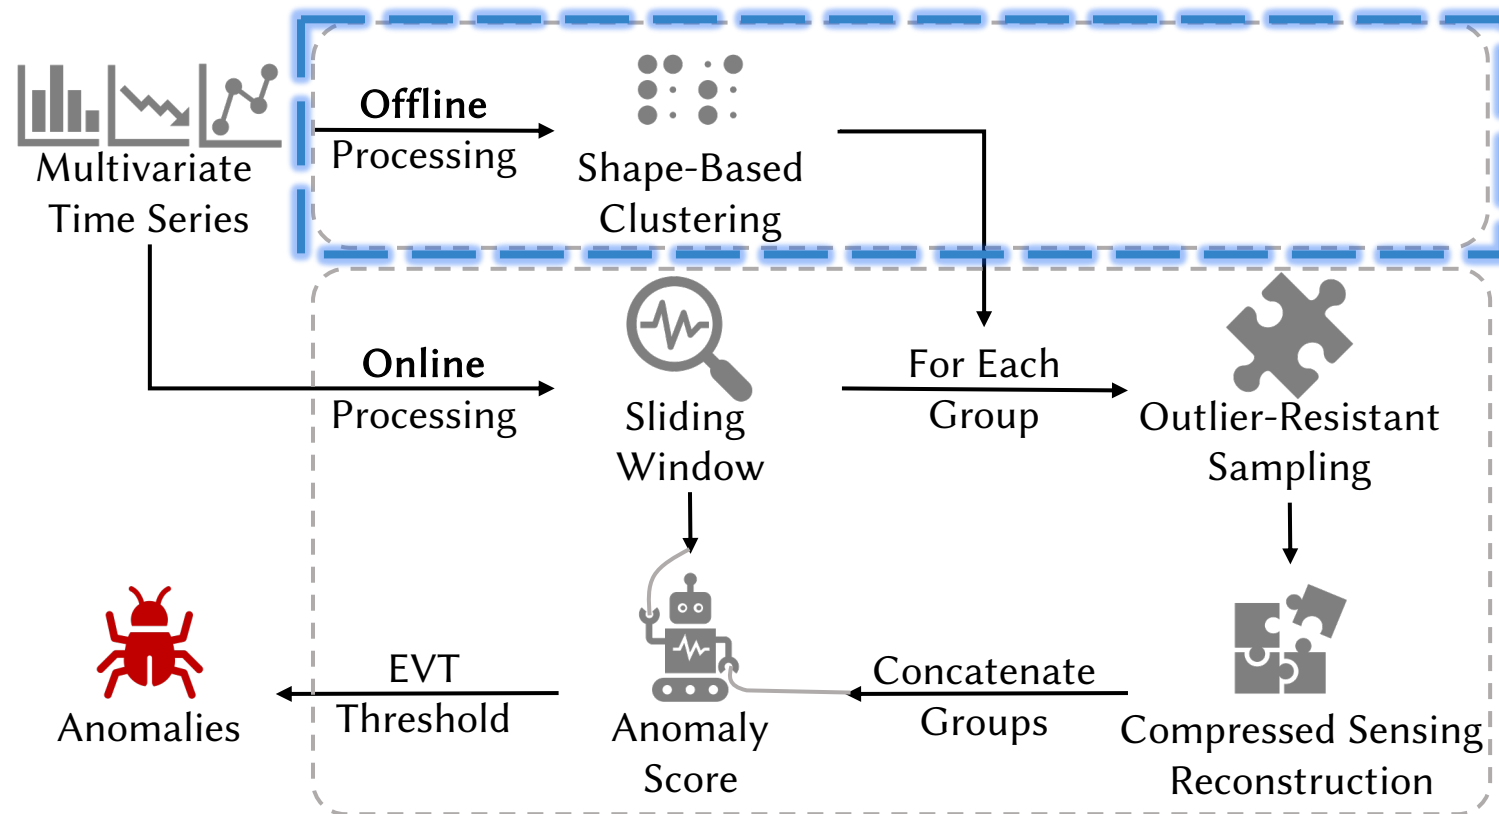 Multivariate
Time Series
Offline
Processing
Shape-Based
Clustering
Online
Processing
Sliding
Window
For Each
Group
Outlier-Resistant
Sampling
Compressed Sensing
Reconstruction
Concatenate
Groups
Anomaly
Score
EVT
Threshold
Anomalies